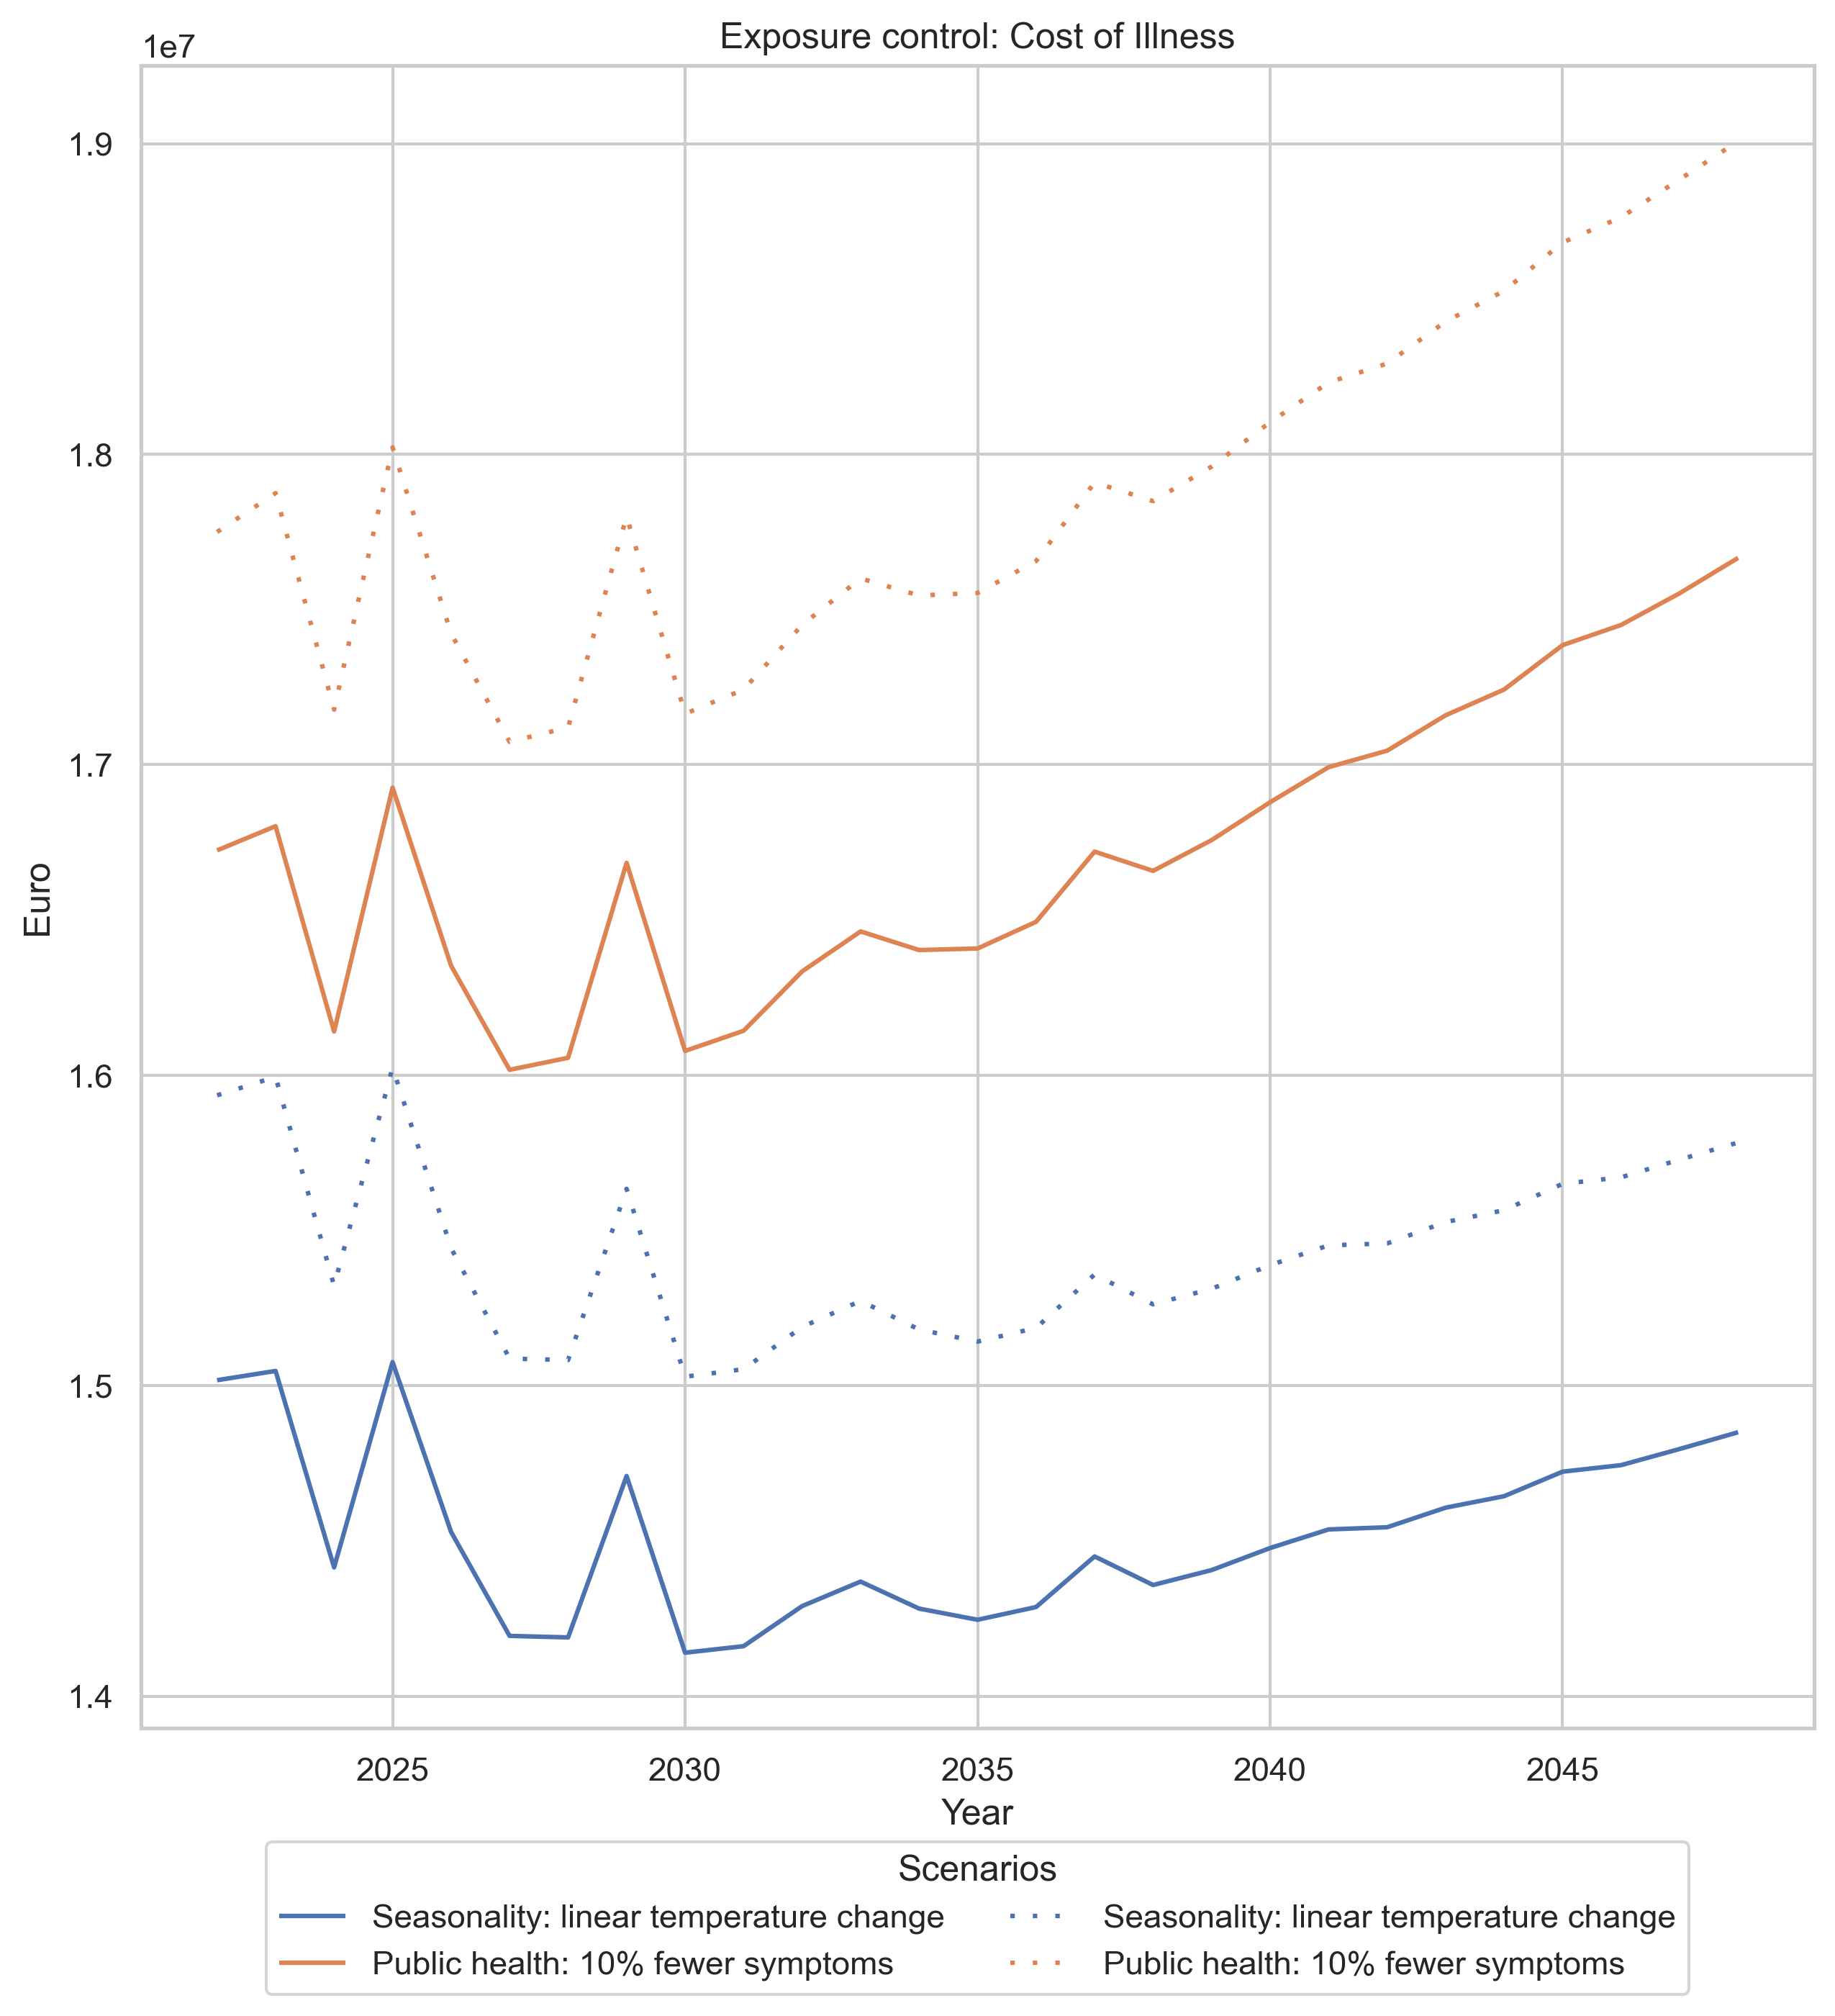 Exposure control: Cost of Illness
1e7
1.9
1.8
1.7
1.6
1.5
1.4
Euro
2025 2030 2035 2040 2045
Year
Scenarios
Seasonality: linear temperature change Seasonality: linear temperature change
Public health: 10% fewer symptoms Public health: 10% fewer symptoms